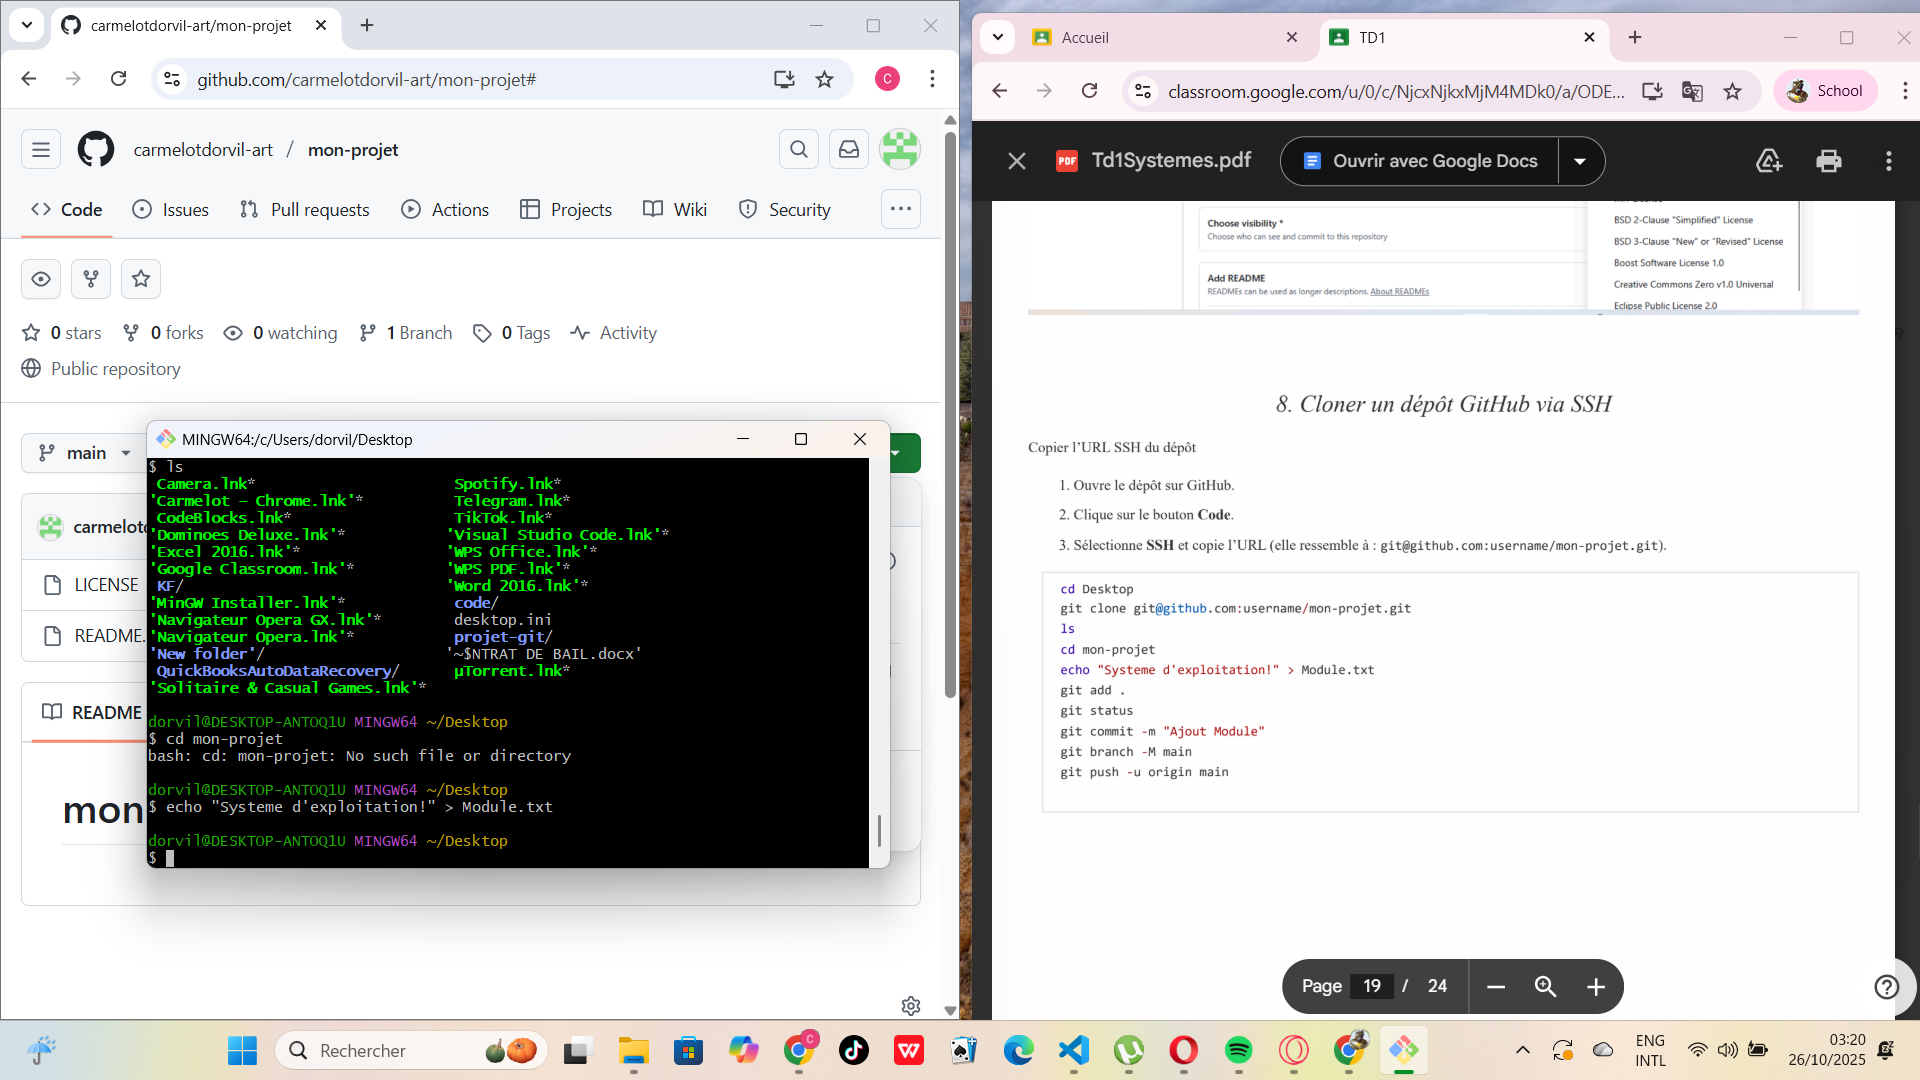 carmelotdorvil-art/mon-projet
github.com/carmelotdorvil-art/mon-projet#
C
carmelotdorvil-art / mon-projet
Code
Issues
Pull requests
Actions
Projects
Wiki
Security
0 stars
0 forks
0 watching
1 Branch
0 Tags
Activity
Public repository
main
carmelotd
LICENSE
README.
README
mon
MINGW64:/c/Users/dorvil/Desktop
$ ls
Camera.lnk* Spotify.lnk*
'Carmelot - Chrome.lnk'* Telegram.lnk*
CodeBlocks.lnk* TikTok.lnk*
'Dominoes Deluxe.lnk'* 'Visual Studio Code.lnk'*
'Excel 2016.lnk'* 'WPS Office.lnk'*
'Google Classroom.lnk'* 'WPS PDF.lnk'*
KF/ 'Word 2016.lnk'*
'MinGW Installer.lnk'* code/
'Navigateur Opera GX.lnk'* desktop.ini
'Navigateur Opera.lnk'* projet-git/
'New folder'/ '~$NTRAT DE BAIL.docx'
QuickBooksAutoDataRecovery/ µTorrent.lnk*
'Solitaire & Casual Games.lnk'*
dorvil@DESKTOP-ANTOQ1U MINGW64 ~/Desktop
$ cd mon-projet
bash: cd: mon-projet: No such file or directory
dorvil@DESKTOP-ANTOQ1U MINGW64 ~/Desktop
$ echo "Systeme d'exploitation!" > Module.txt
dorvil@DESKTOP-ANTOQ1U MINGW64 ~/Desktop
$
Accueil
TD1
classroom.google.com/u/0/c/NjcxNjkxMjM4MDk0/a/ODE...
School
PDF
Td1Systemes.pdf
Ouvrir avec Google Docs
Choose visibility *
Choose who can see and commit to this repository
Add README
READMEs can be used as longer descriptions. About READMEs
BSD 2-Clause "Simplified" License
BSD 3-Clause "New" or "Revised" License
Boost Software License 1.0
Creative Commons Zero v1.0 Universal
Eclipse Public License 2.0
8. Cloner un dépôt GitHub via SSH
Copier l’URL SSH du dépôt
1. Ouvre le dépôt sur GitHub.
2. Clique sur le bouton Code.
3. Sélectionne SSH et copie l’URL (elle ressemble à : git@github.com:username/mon-projet.git).
cd Desktop
git clone git@github.com:username/mon-projet.git
ls
cd mon-projet
echo "Systeme d'exploitation!" > Module.txt
git add .
git status
git commit -m "Ajout Module"
git branch -M main
git push -u origin main
Page 19 / 24
Rechercher
C
ENG
INTL
03:20
26/10/2025